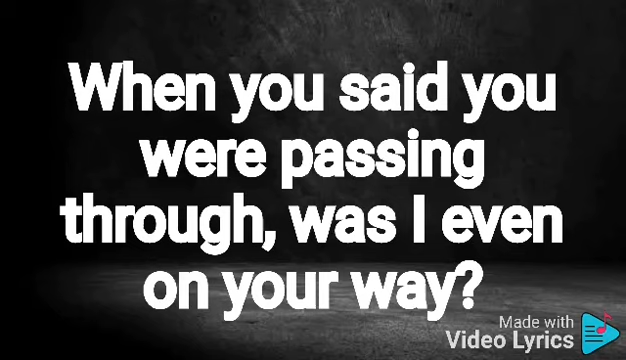 When you said you
were passing
through, was I even
on your way?
Made with
Video Lyrics